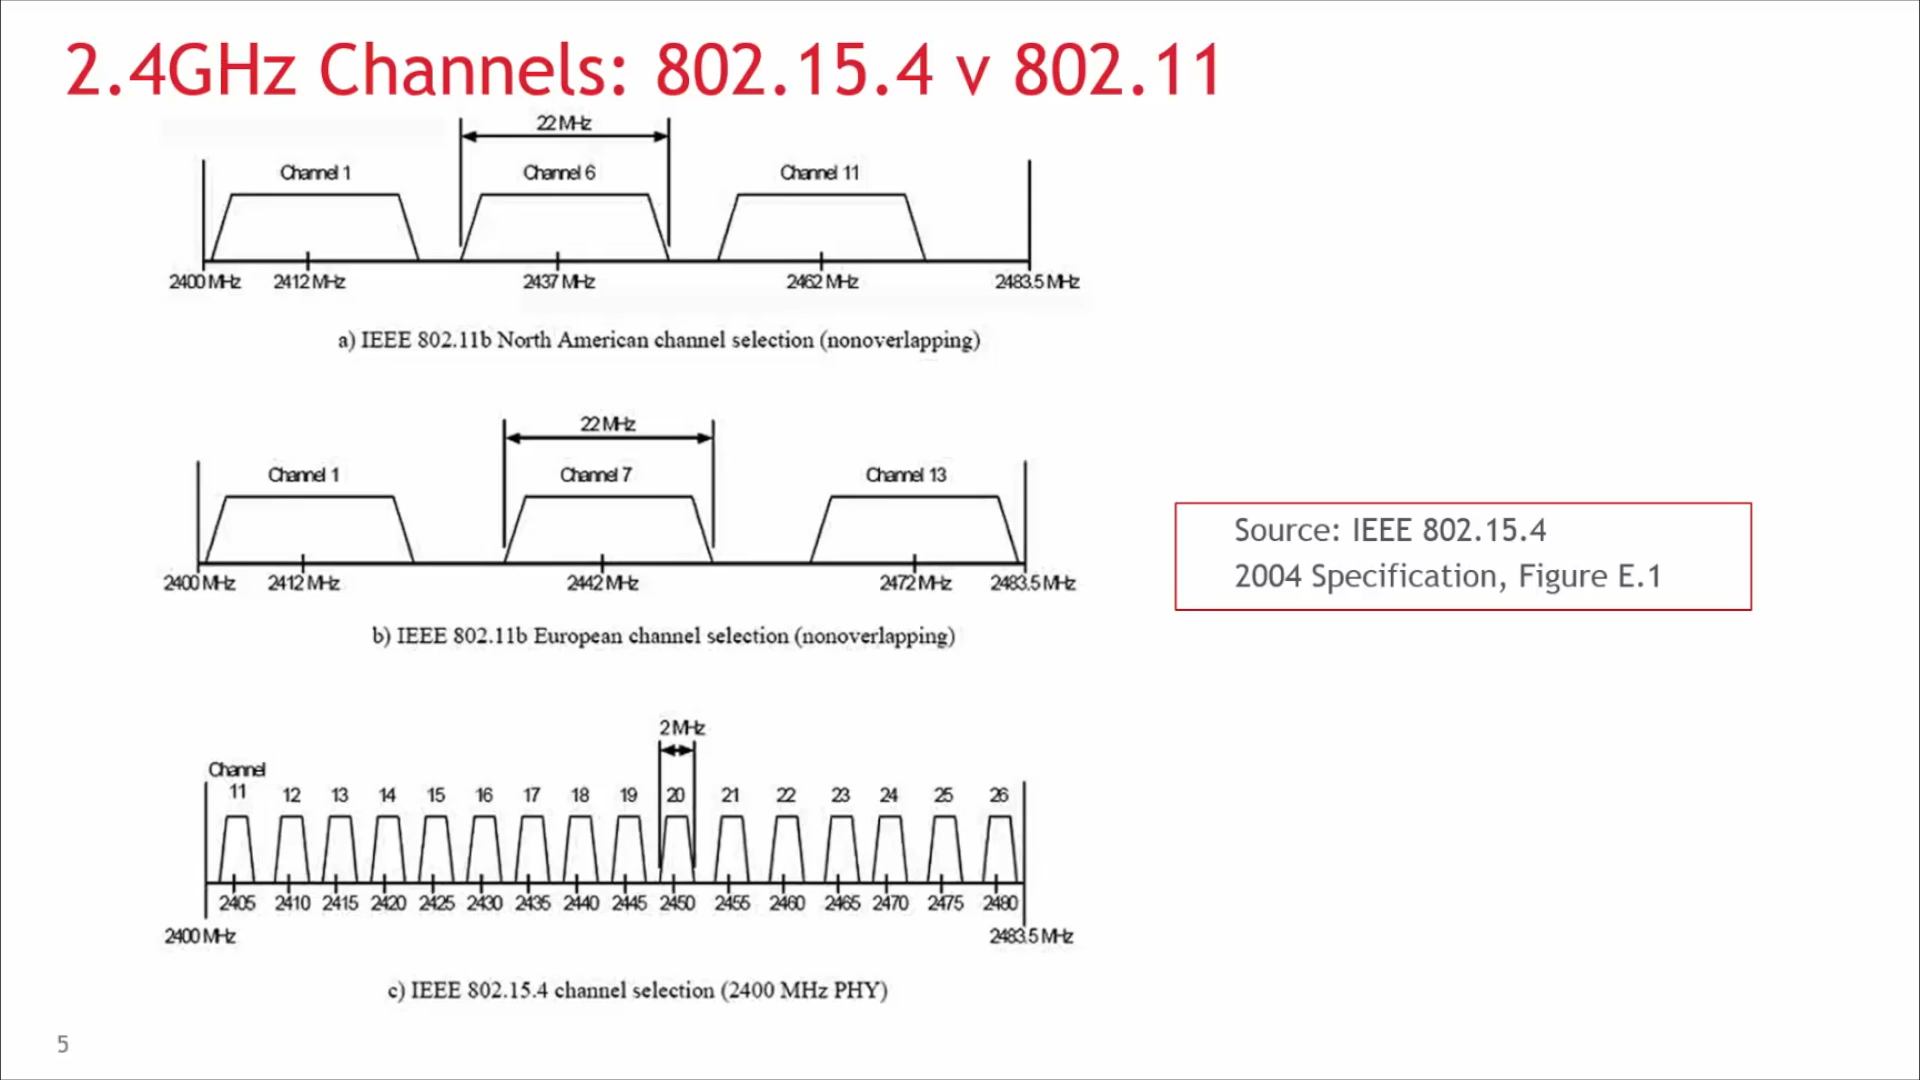 2.4GHz Channels: 802.15.4 v 802.11
22 MHz
Channel 1 Channel 6 Channel 11
2400 MHz 2412 MHz 2437 MHz 2462 MHz 2483.5 MHz
a) IEEE 802.11b North American channel selection (nonoverlapping)
22 MHz
Channel 1 Channel 7 Channel 13
2400 MHz 2412 MHz 2442 MHz 2472 MHz 2483.5 MHz
b) IEEE 802.11b European channel selection (nonoverlapping)
Source: IEEE 802.15.4
2004 Specification, Figure E.1
2 MHz
Channel
11 12 13 14 15 16 17 18 19 20 21 22 23 24 25 26
2405 2410 2415 2420 2425 2430 2435 2440 2445 2450 2455 2460 2465 2470 2475 2480
2400 MHz 2483.5 MHz
c) IEEE 802.15.4 channel selection (2400 MHz PHY)
5